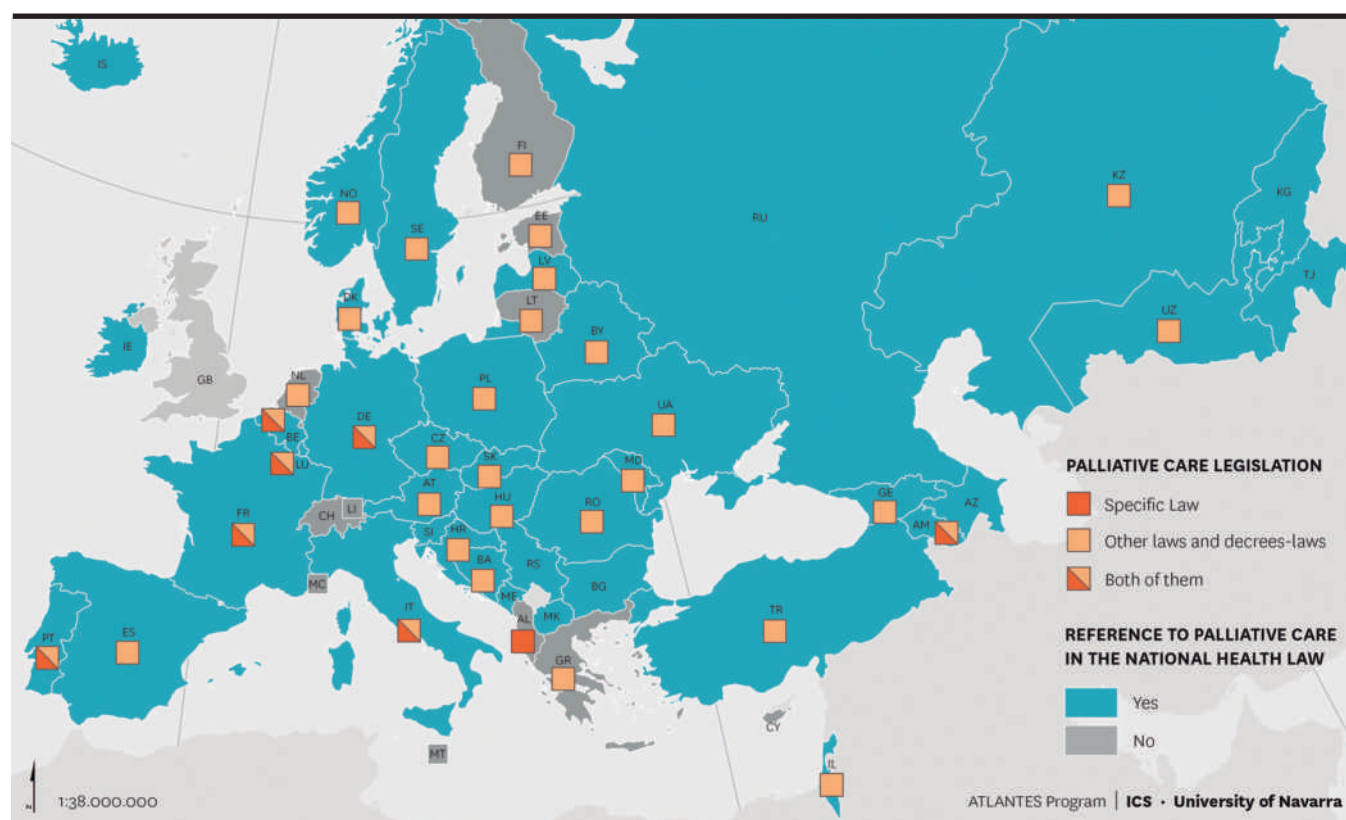 IS
FI
NO
SE
EE
LV
LT
DK
IE
GB
NL
BY
PL
DE
BE
LU
CZ
UA
SK
MD
AT
HU
RO
FR
CH
LI
SI
HR
BA
RS
ME
BG
MC
IT
AL
MK
GR
PT
ES
MT
TR
CY
IL
GE
AM
AZ
RU
KZ
KG
TJ
UZ
PALLIATIVE CARE LEGISLATION
Specific Law
Other laws and decrees-laws
Both of them
REFERENCE TO PALLIATIVE CARE
IN THE NATIONAL HEALTH LAW
Yes
No
N
1:38.000.000
ATLANTES Program | ICS · University of Navarra